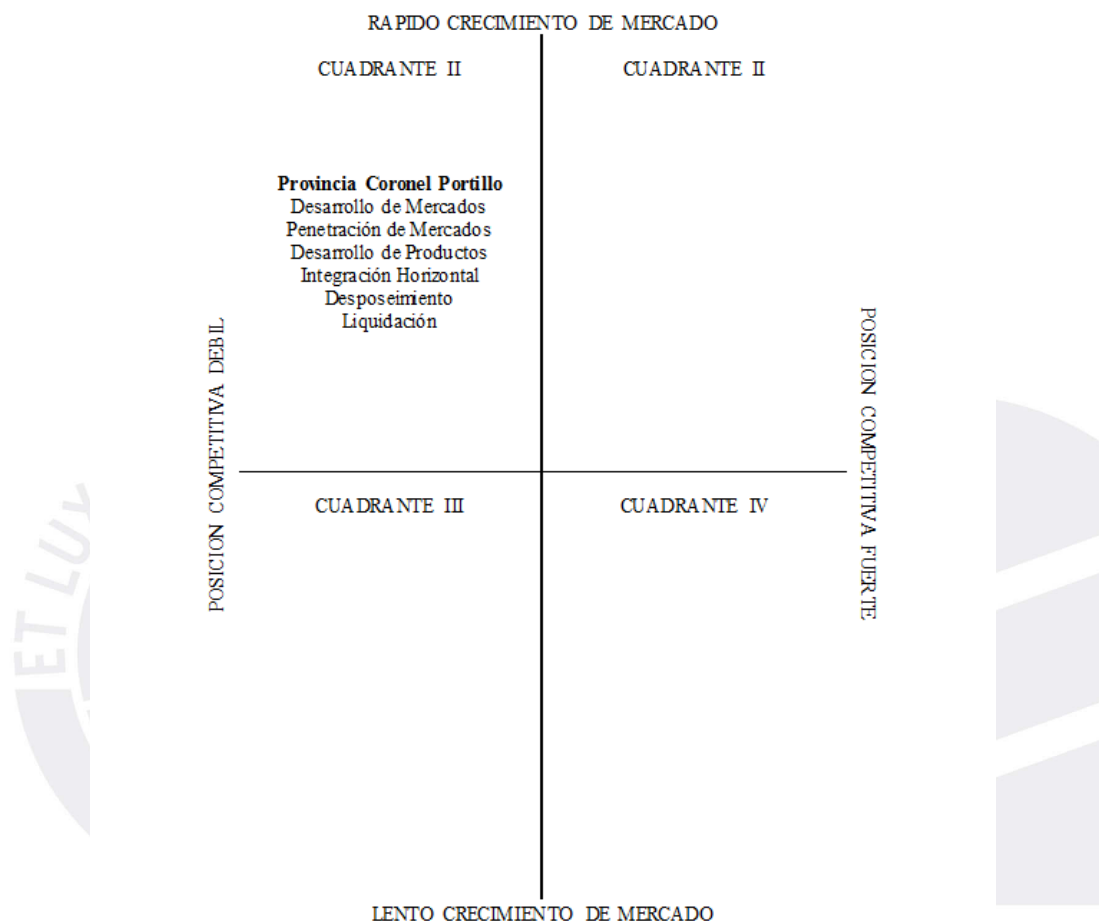 RAPIDO CRECIMIENTO DE MERCADO
CUADRANTE II
CUADRANTE II
Provincia Coronel Portillo
Desarrollo de Mercados
Penetración de Mercados
Desarrollo de Productos
Integración Horizontal
Desposeimiento
Liquidación
POSICION COMPETITIVA DEBIL
POSICION COMPETITIVA FUERTE
CUADRANTE III
CUADRANTE IV
ET LUX
LENTO CRECIMIENTO DE MERCADO